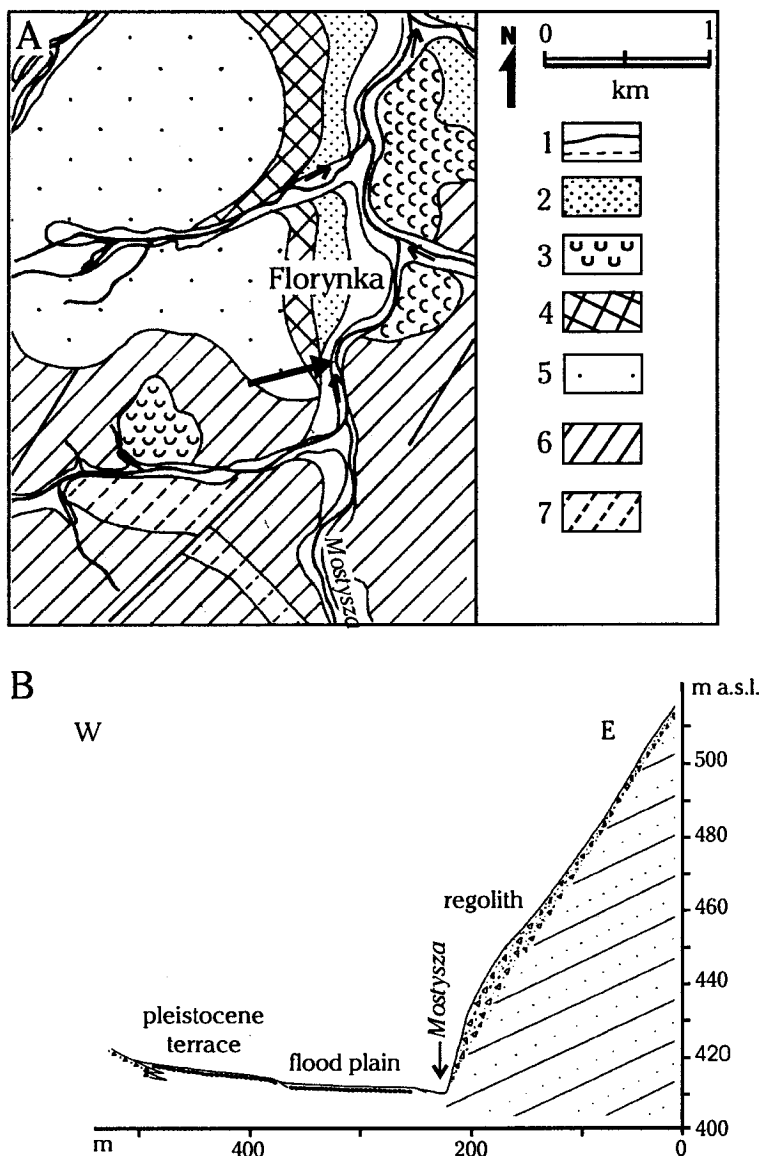 A
N
0 1
km
1
2
3
4
5
6
7
Florynka
Mostysza
B
W
E
m a.s.l.
500
480
460
440
420
400
regolith
Mostysza
pleistocene
terrace
flood plain
m
400
200
0